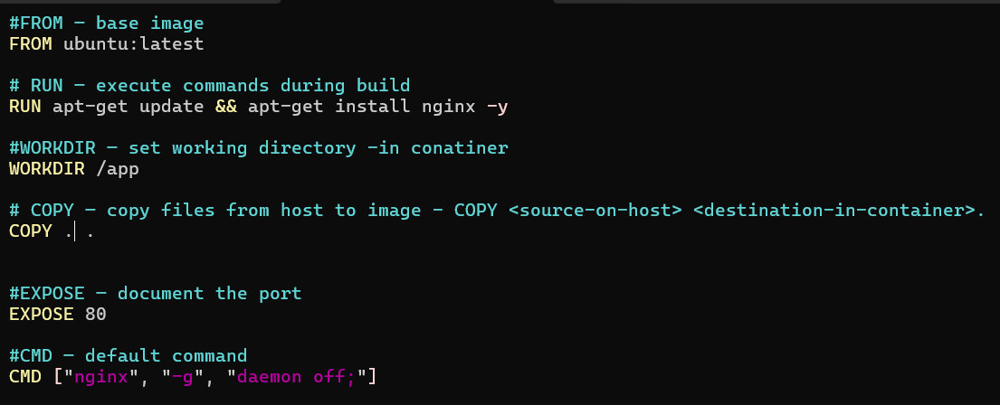 #FROM – base image
FROM ubuntu:latest
# RUN – execute commands during build
RUN apt-get update && apt-get install nginx -y
#WORKDIR – set working directory -in conatiner
WORKDIR /app
# COPY – copy files from host to image - COPY <source-on-host> <destination-in-container>.
COPY . .
#EXPOSE – document the port
EXPOSE 80
#CMD – default command
CMD ["nginx", "-g", "daemon off;"]